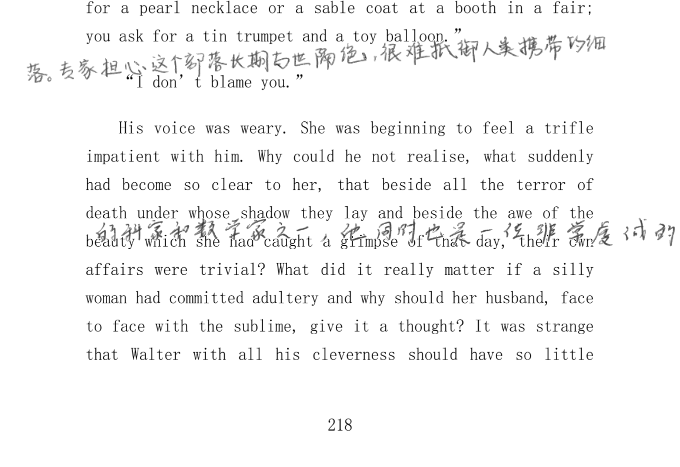 for a pearl necklace or a sable coat at a booth in a fair;
you ask for a tin trumpet and a toy balloon.”
落。专家担心这个部落长期与世隔绝，很难抵御人类携带的细
“I don’t blame you.”
His voice was weary. She was beginning to feel a trifle
impatient with him. Why could he not realise, what suddenly
had become so clear to her, that beside all the terror of
death under whose shadow they lay and beside the awe of the
的科家和数学家之一，他同时也是一位非常虔诚的
beauty which she had caught a glimpse of that day, their own
affairs were trivial? What did it really matter if a silly
woman had committed adultery and why should her husband, face
to face with the sublime, give it a thought? It was strange
that Walter with all his cleverness should have so little
218